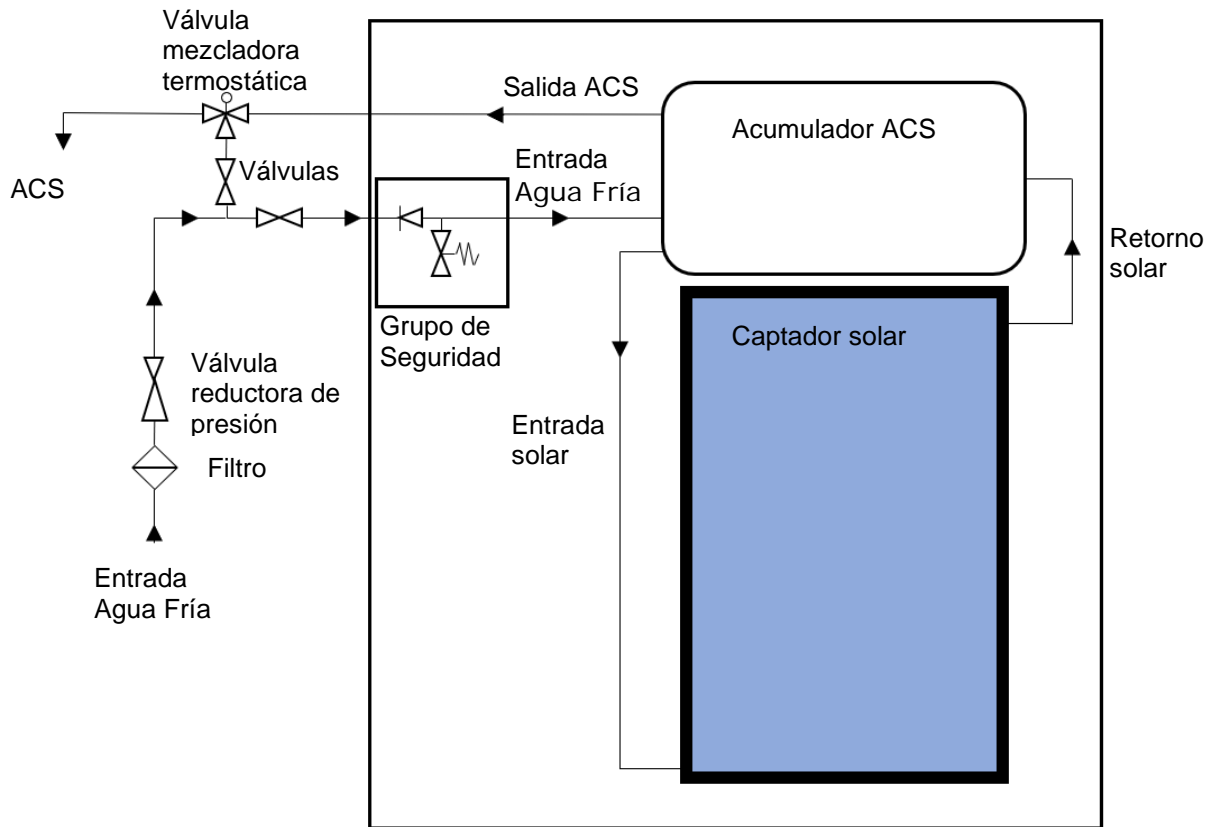 Válvula
mezcladora
termostática
Salida ACS
Acumulador ACS
ACS
Válvulas
Entrada
Agua Fría
Retorno
solar
Grupo de
Seguridad
Captador solar
Válvula
reductora de
presión
Entrada
solar
Filtro
Entrada
Agua Fría